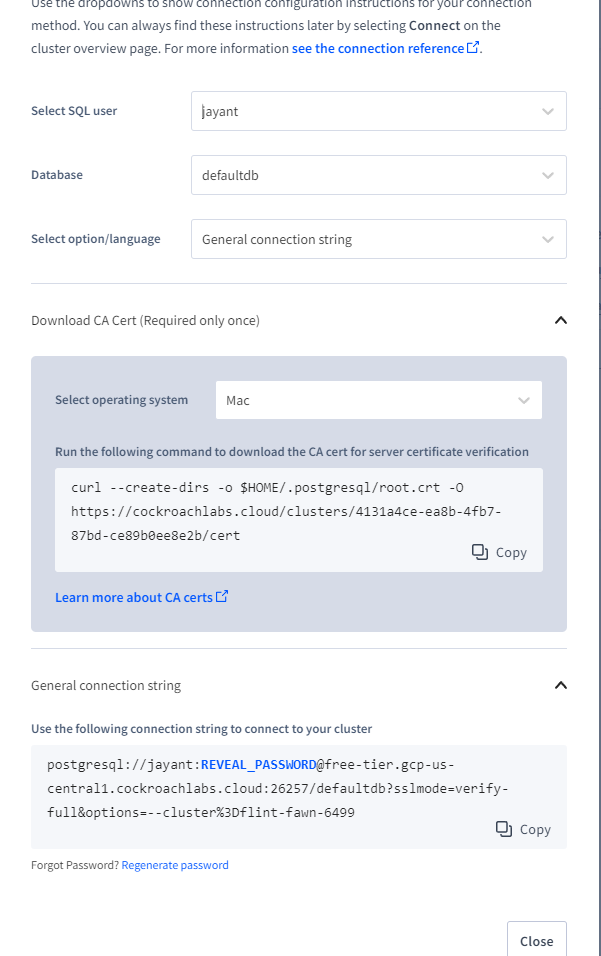 Use the dropdowns to show connection configuration instructions for your connection
method. You can always find these instructions later by selecting Connect on the
cluster overview page. For more information see the connection reference.
Select SQL user
jayant
Database
defaultdb
Select option/language
General connection string
Download CA Cert (Required only once)
Select operating system
Mac
Run the following command to download the CA cert for server certificate verification
curl --create-dirs -o $HOME/.postgresql/root.crt -O
https://cockroachlabs.cloud/clusters/4131a4ce-ea8b-4fb7-
87bd-ce89b0ee8e2b/cert
Copy
Learn more about CA certs
General connection string
Use the following connection string to connect to your cluster
postgresql://jayant:REVEAL_PASSWORD@free-tier.gcp-us-
central1.cockroachlabs.cloud:26257/defaultdb?sslmode=verify-
full&options=--cluster%3Dflint-fawn-6499
Copy
Forgot Password? Regenerate password
Close